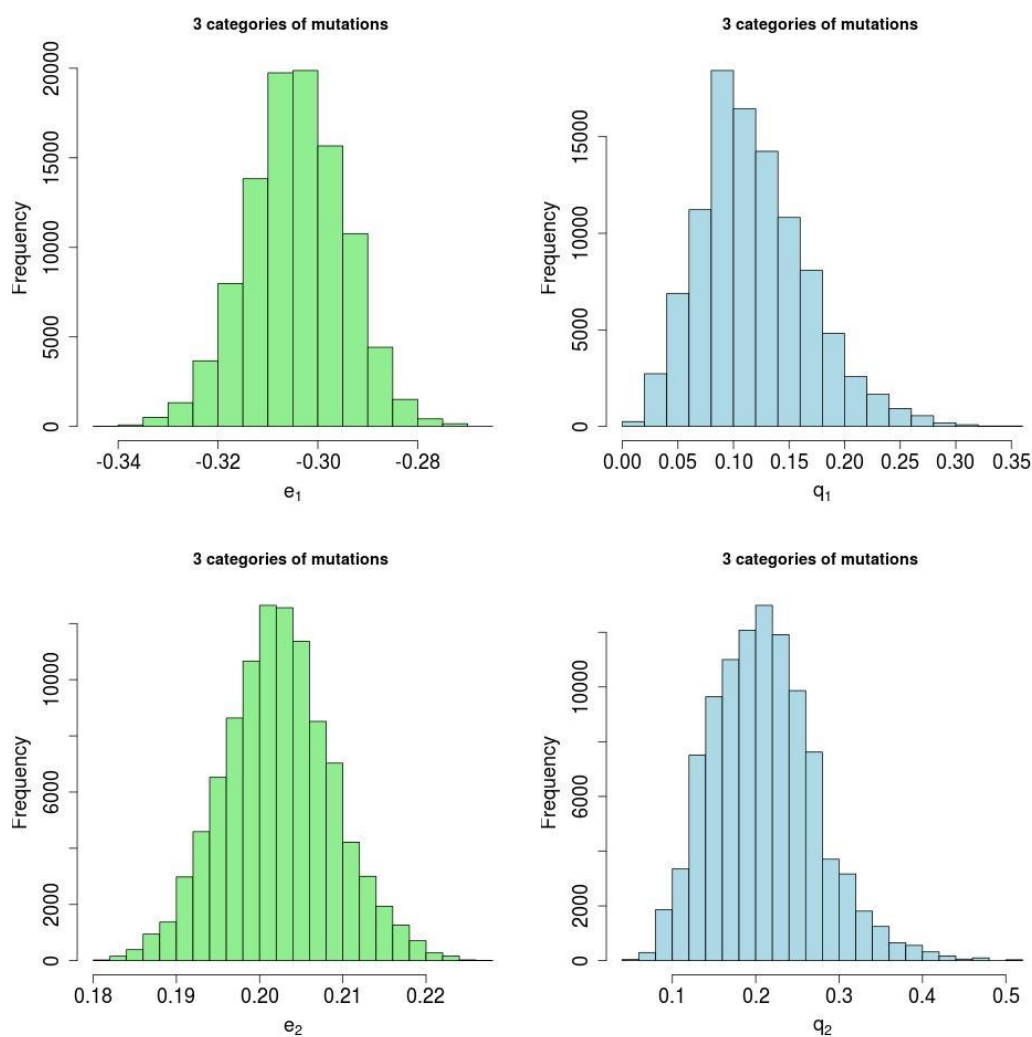 3 categories of mutations
Frequency
0
5000
10000
15000
20000
-0.34 -0.32 -0.30 -0.28
e₁
3 categories of mutations
Frequency
0
5000
10000
15000
0.00 0.05 0.10 0.15 0.20 0.25 0.30 0.35
q₁
3 categories of mutations
Frequency
0
2000
6000
10000
0.18 0.19 0.20 0.21 0.22
e₂
3 categories of mutations
Frequency
0
2000
6000
10000
0.1 0.2 0.3 0.4 0.5
q₂